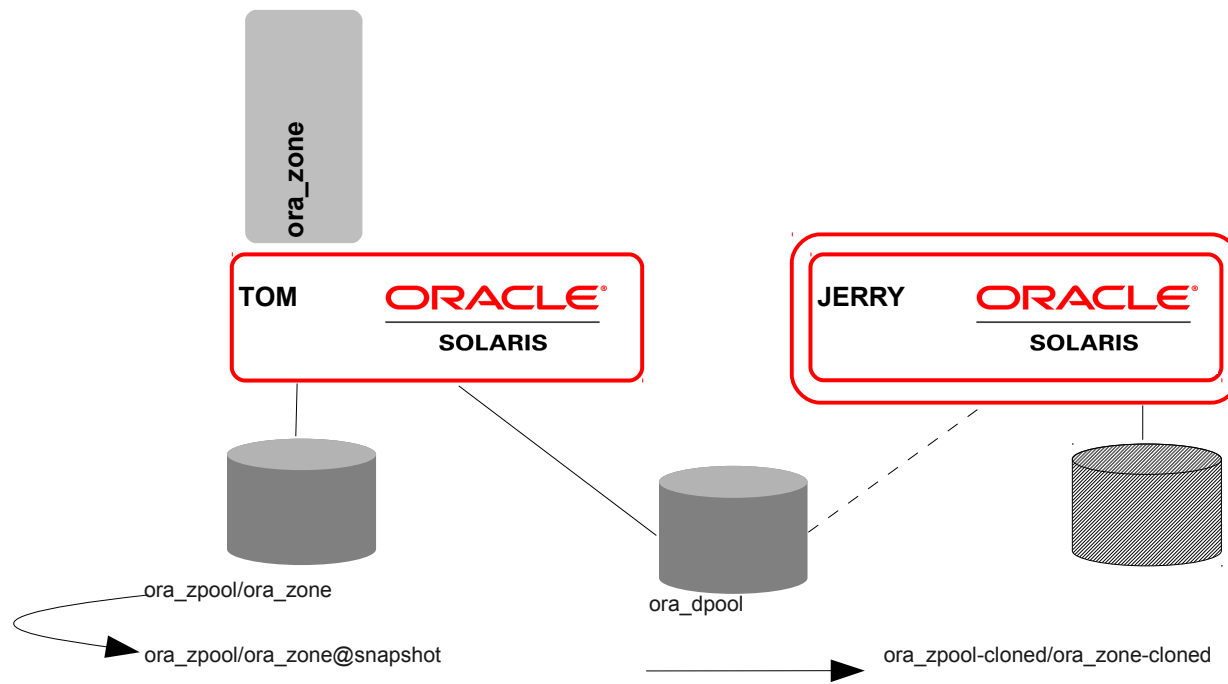 ora_zone
TOM
ORACLE®
SOLARIS
JERRY
ORACLE®
SOLARIS
ora_zpool/ora_zone
ora_dpool
ora_zpool/ora_zone@snapshot
ora_zpool-cloned/ora_zone-cloned